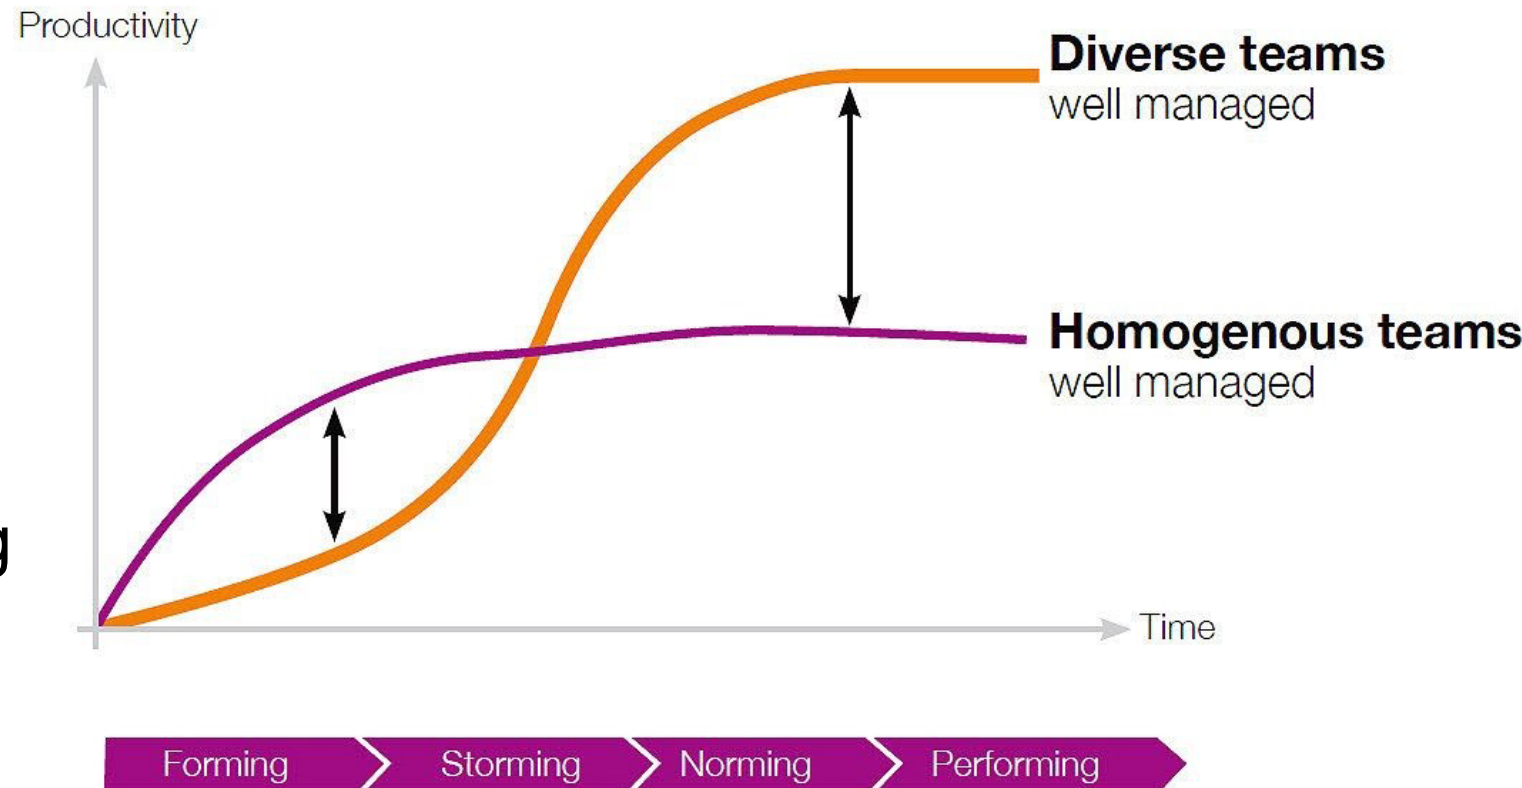 Productivity
Diverse teams
well managed
Homogenous teams
well managed
g
Time
Forming
Storming
Norming
Performing